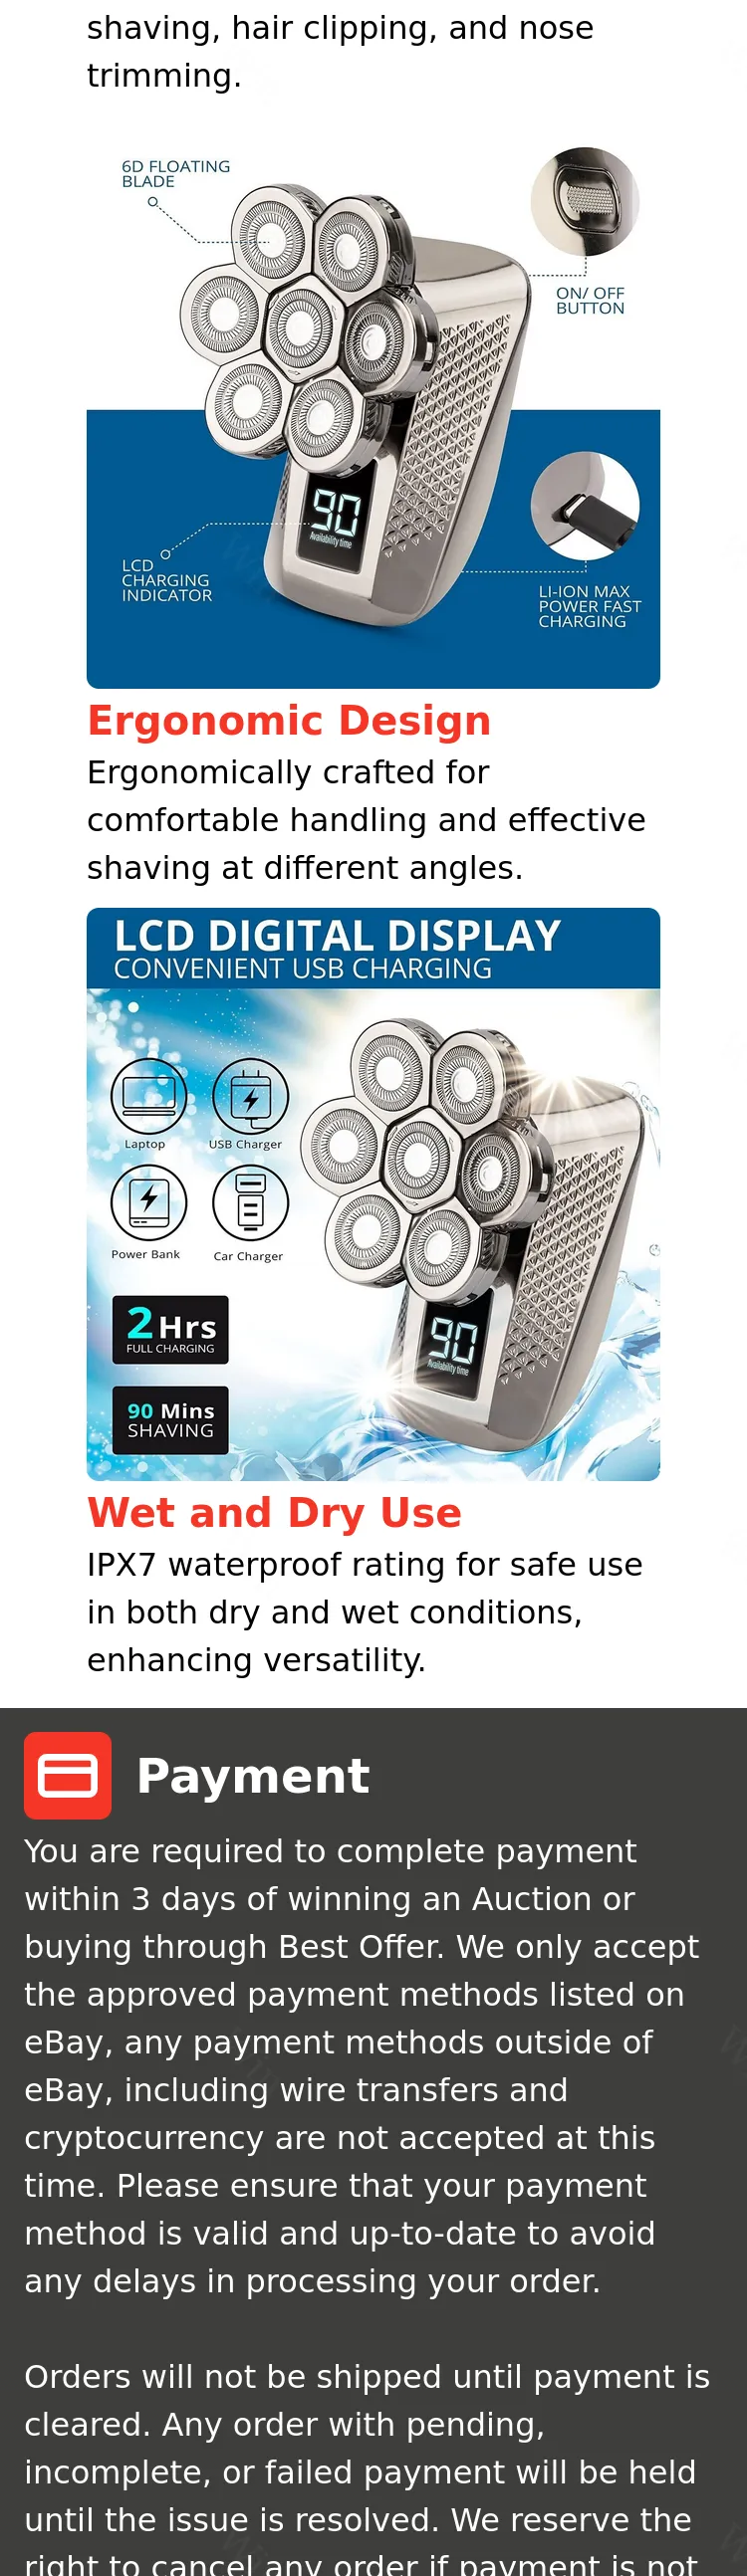 shaving, hair clipping, and nose
trimming.
6D FLOATING
BLADE
ON/ OFF
BUTTON
90
Availability time
LCD
CHARGING
INDICATOR
LI-ION MAX
POWER FAST
CHARGING
Ergonomic Design
Ergonomically crafted for
comfortable handling and effective
shaving at different angles.
LCD DIGITAL DISPLAY
CONVENIENT USB CHARGING
Laptop
USB Charger
Power Bank
Car Charger
2 Hrs
FULL CHARGING
90 Mins
SHAVING
90
Availability time
Wet and Dry Use
IPX7 waterproof rating for safe use
in both dry and wet conditions,
enhancing versatility.
Payment
You are required to complete payment
within 3 days of winning an Auction or
buying through Best Offer. We only accept
the approved payment methods listed on
eBay, any payment methods outside of
eBay, including wire transfers and
cryptocurrency are not accepted at this
time. Please ensure that your payment
method is valid and up-to-date to avoid
any delays in processing your order.
Orders will not be shipped until payment is
cleared. Any order with pending,
incomplete, or failed payment will be held
until the issue is resolved. We reserve the
right to cancel any order if payment is not